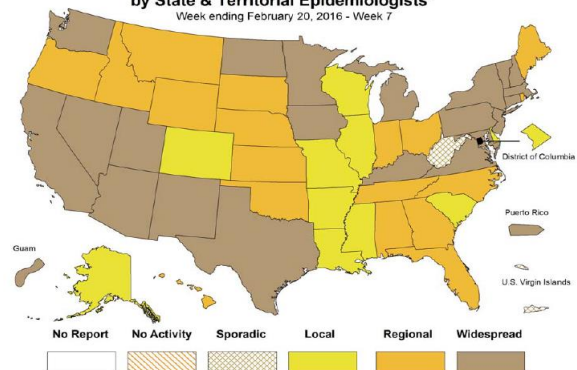 by State & Territorial Epidemiologists
Week ending February 20, 2016 - Week 7
District of Columbia
Puerto Rico
Guam
U.S. Virgin Islands
No Report No Activity Sporadic Local Regional Widespread